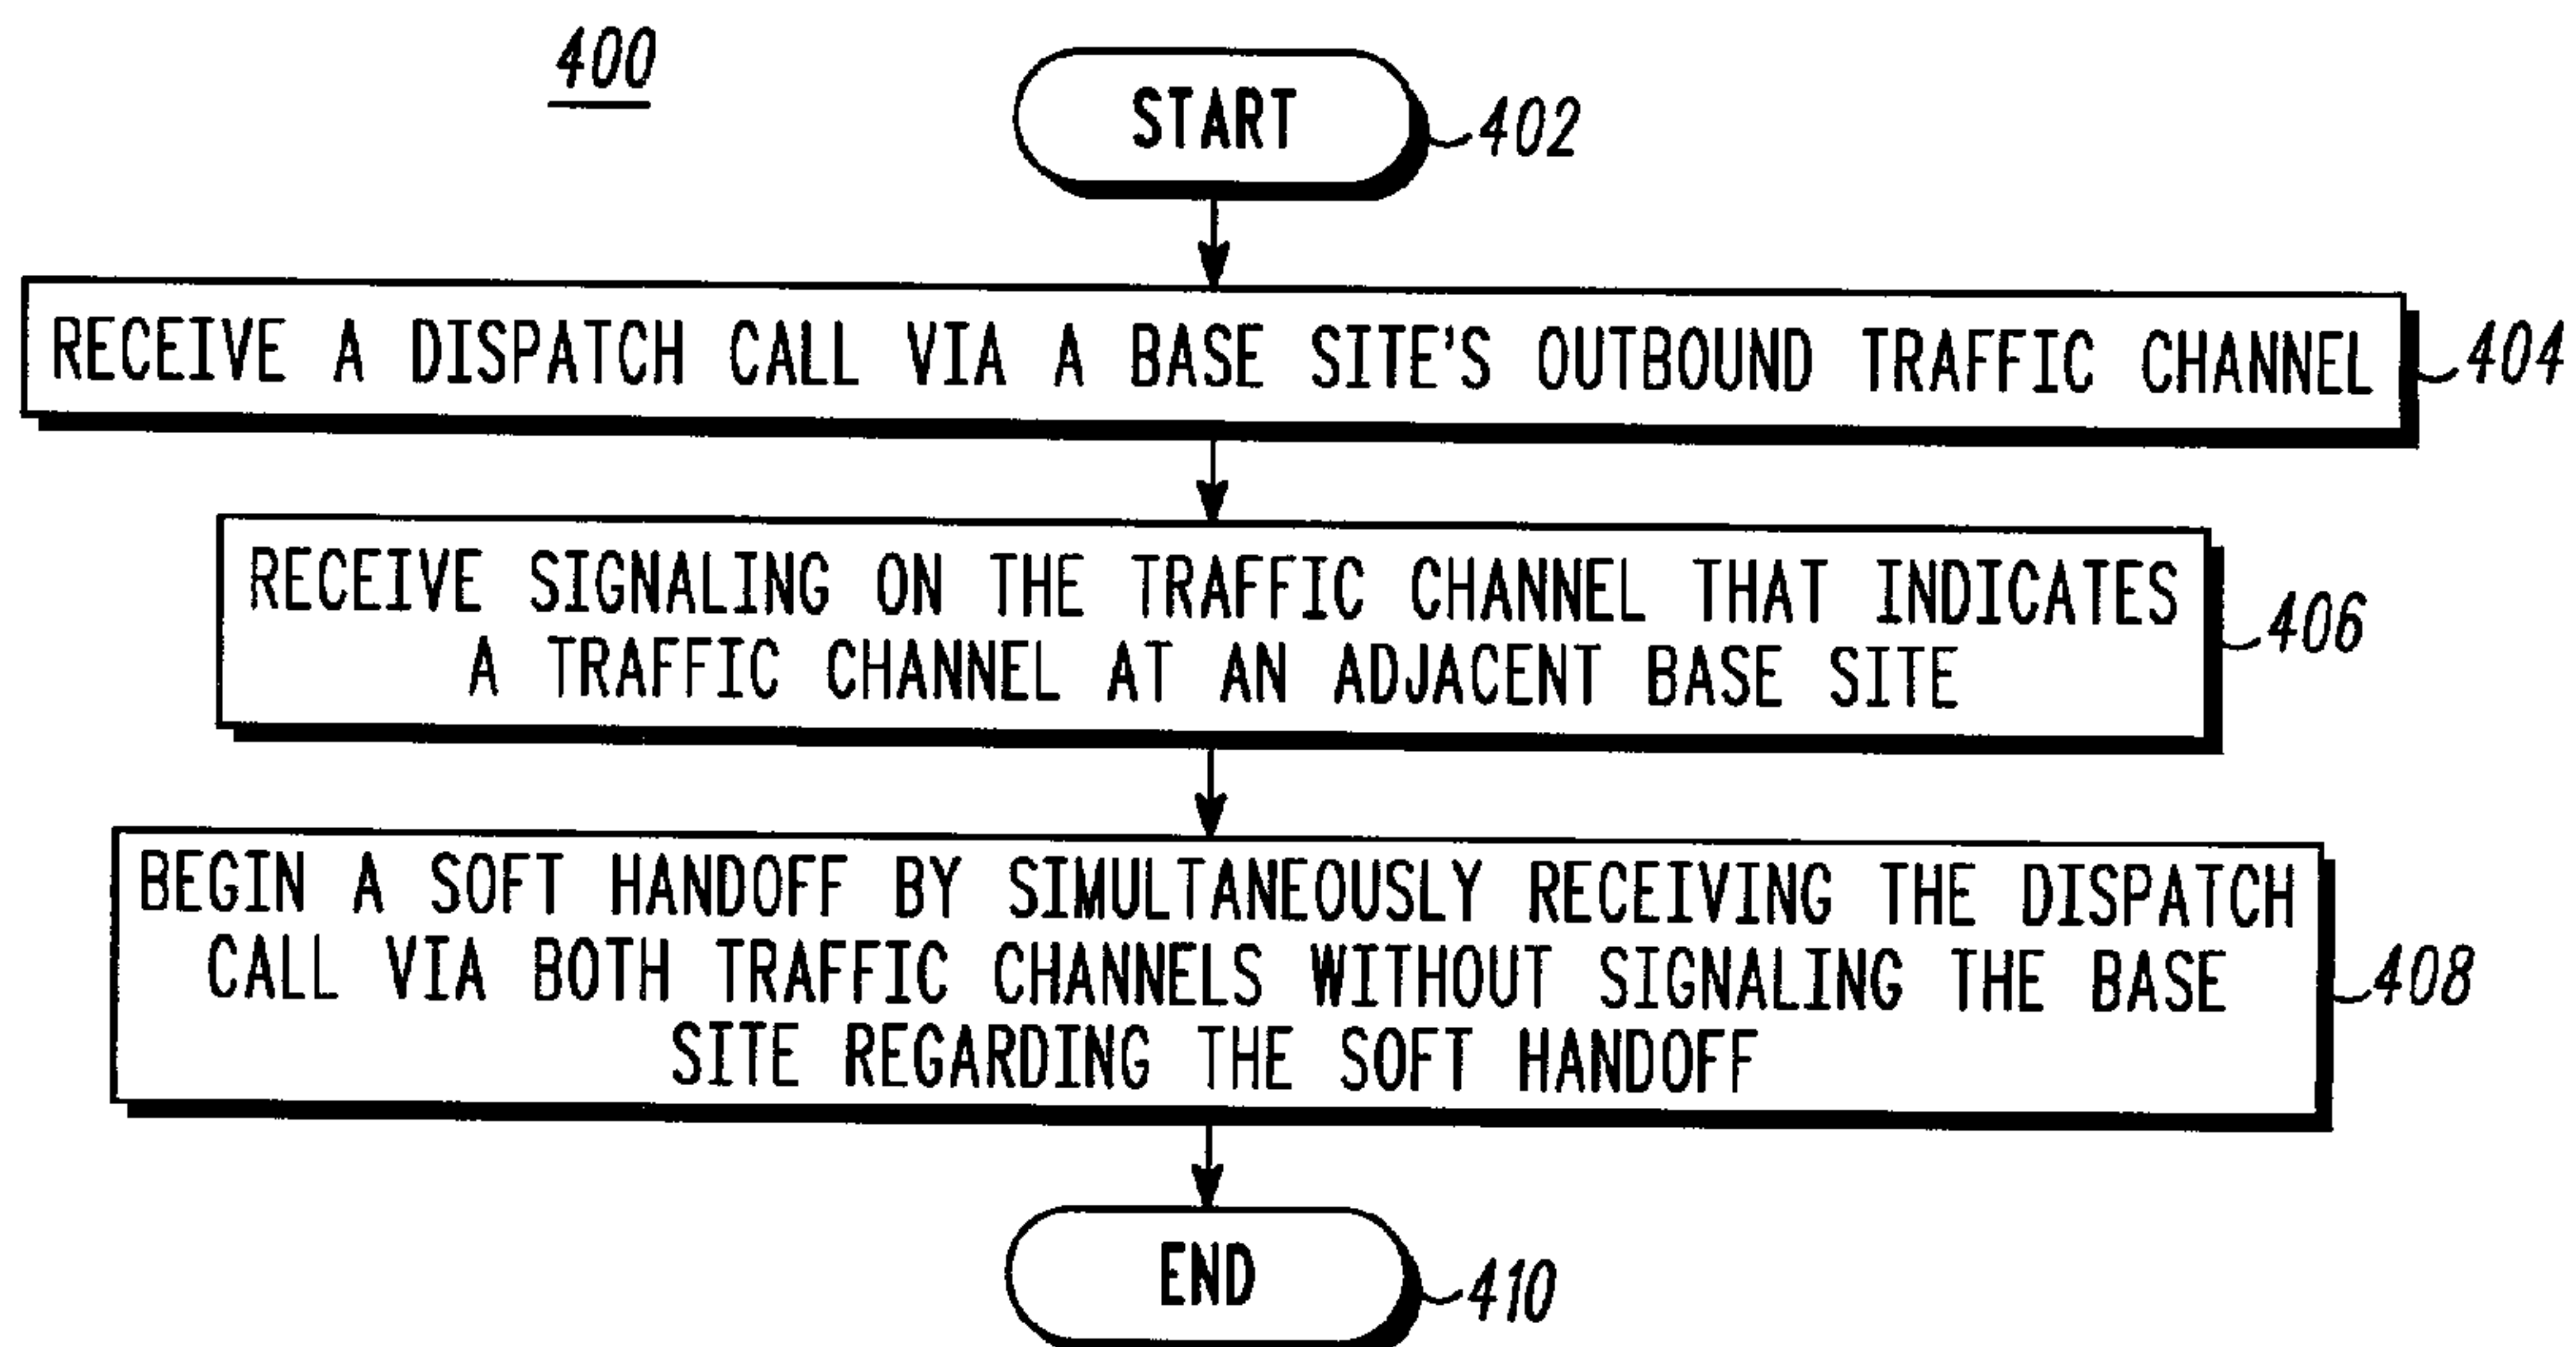 400
START
402
RECEIVE A DISPATCH CALL VIA A BASE SITE'S OUTBOUND TRAFFIC CHANNEL
404
RECEIVE SIGNALING ON THE TRAFFIC CHANNEL THAT INDICATES
A TRAFFIC CHANNEL AT AN ADJACENT BASE SITE
406
BEGIN A SOFT HANDOFF BY SIMULTANEOUSLY RECEIVING THE DISPATCH
CALL VIA BOTH TRAFFIC CHANNELS WITHOUT SIGNALING THE BASE
SITE REGARDING THE SOFT HANDOFF
408
END
410